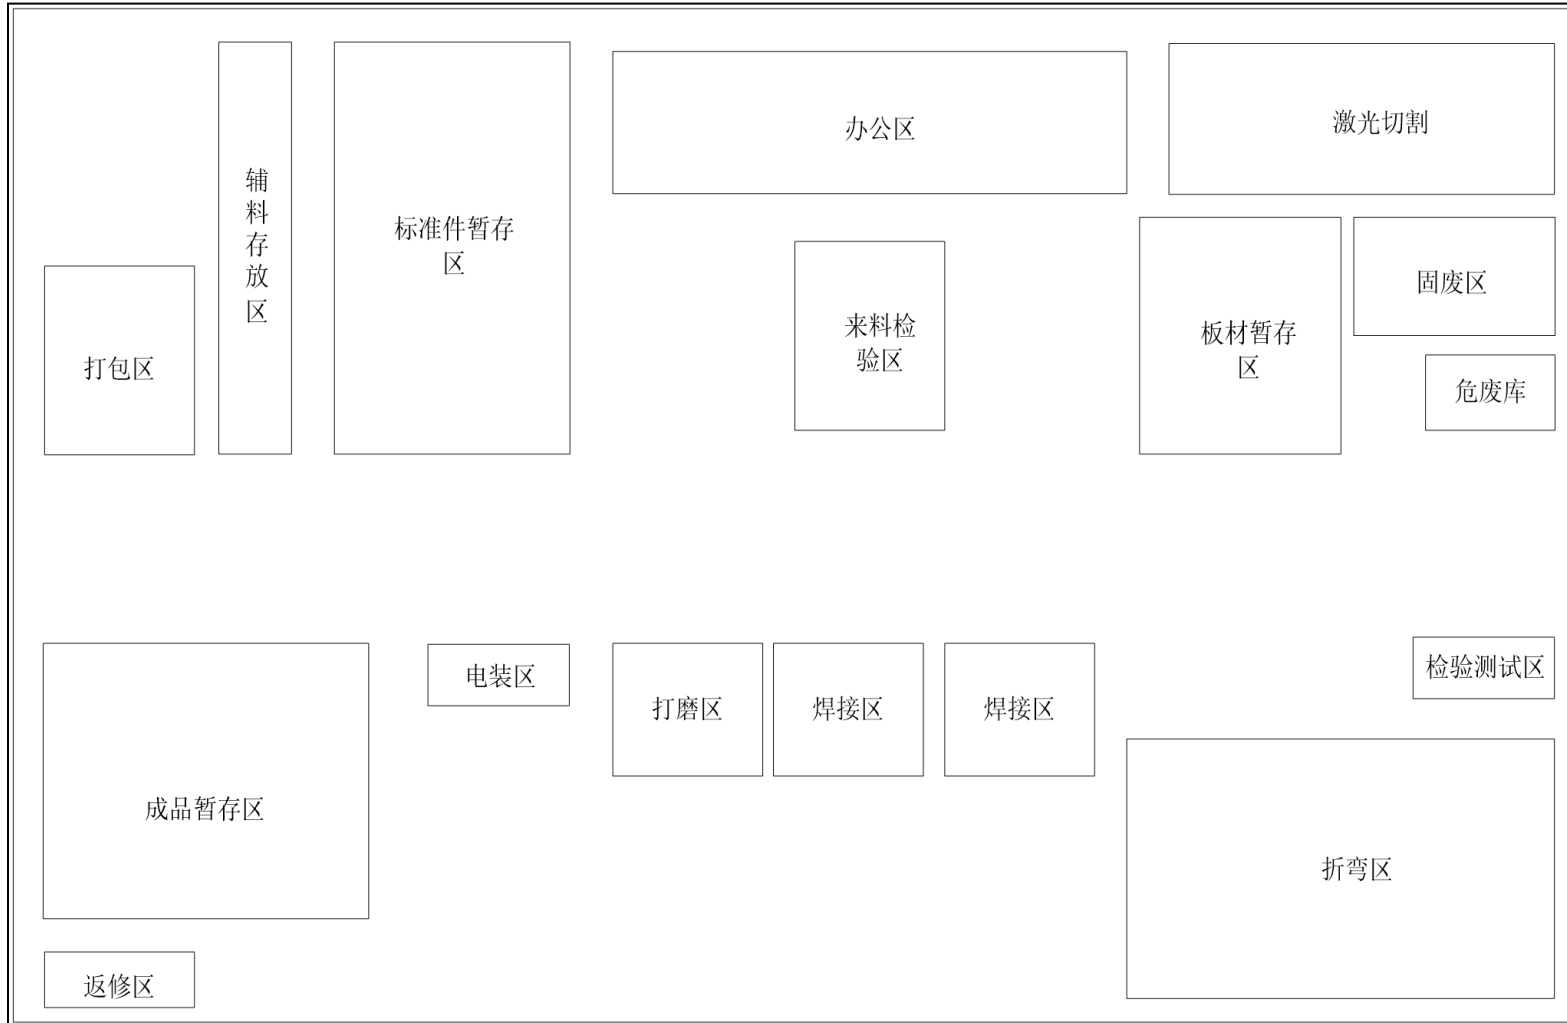 办公区
激光切割
辅
料
存
放
区
标准件暂存
区
打包区
来料检
验区
板材暂存
区
固废区
危废库
成品暂存区
电装区
打磨区
焊接区
焊接区
检验测试区
折弯区
返修区